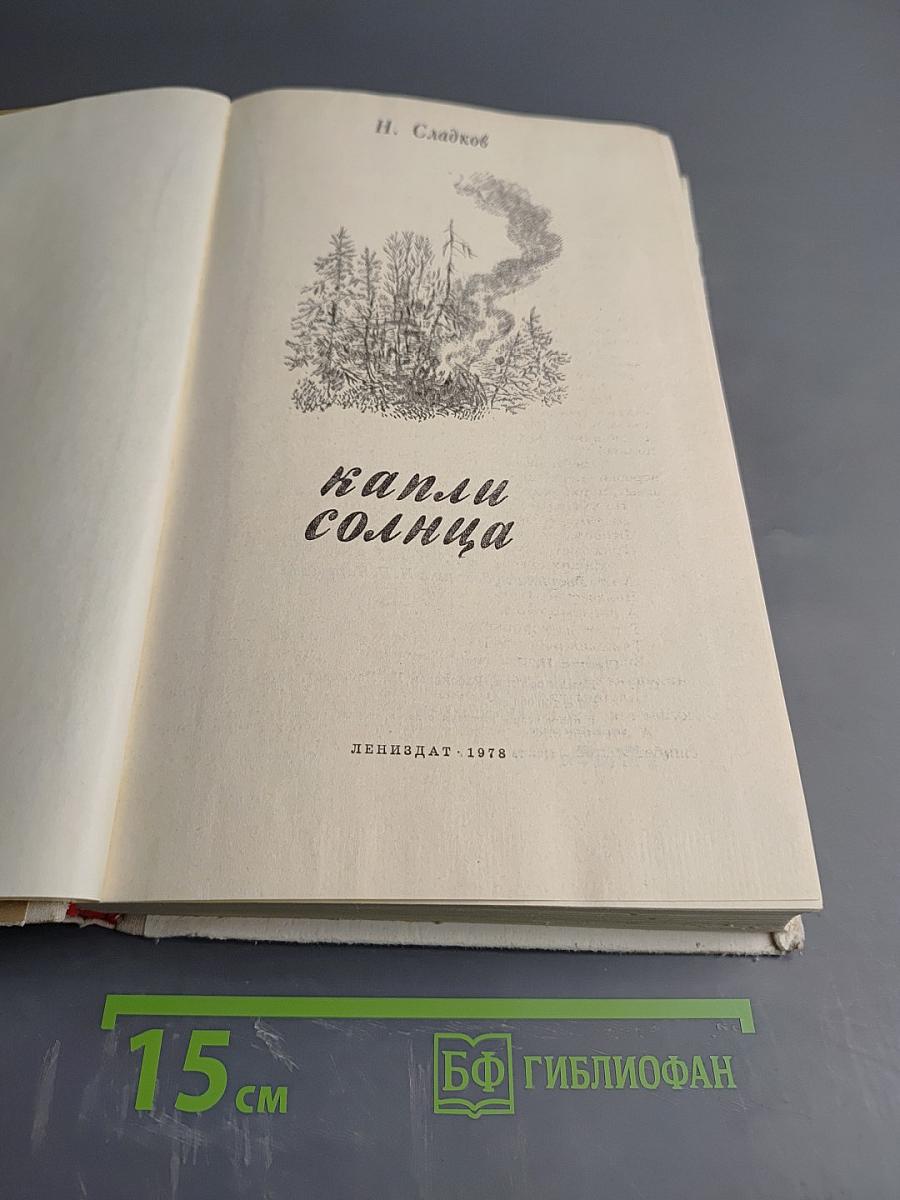 Н. Сладков
капли
солнца
ЛЕНИЗДАТ · 1978
15 см
БФ ГИБЛИОФАН